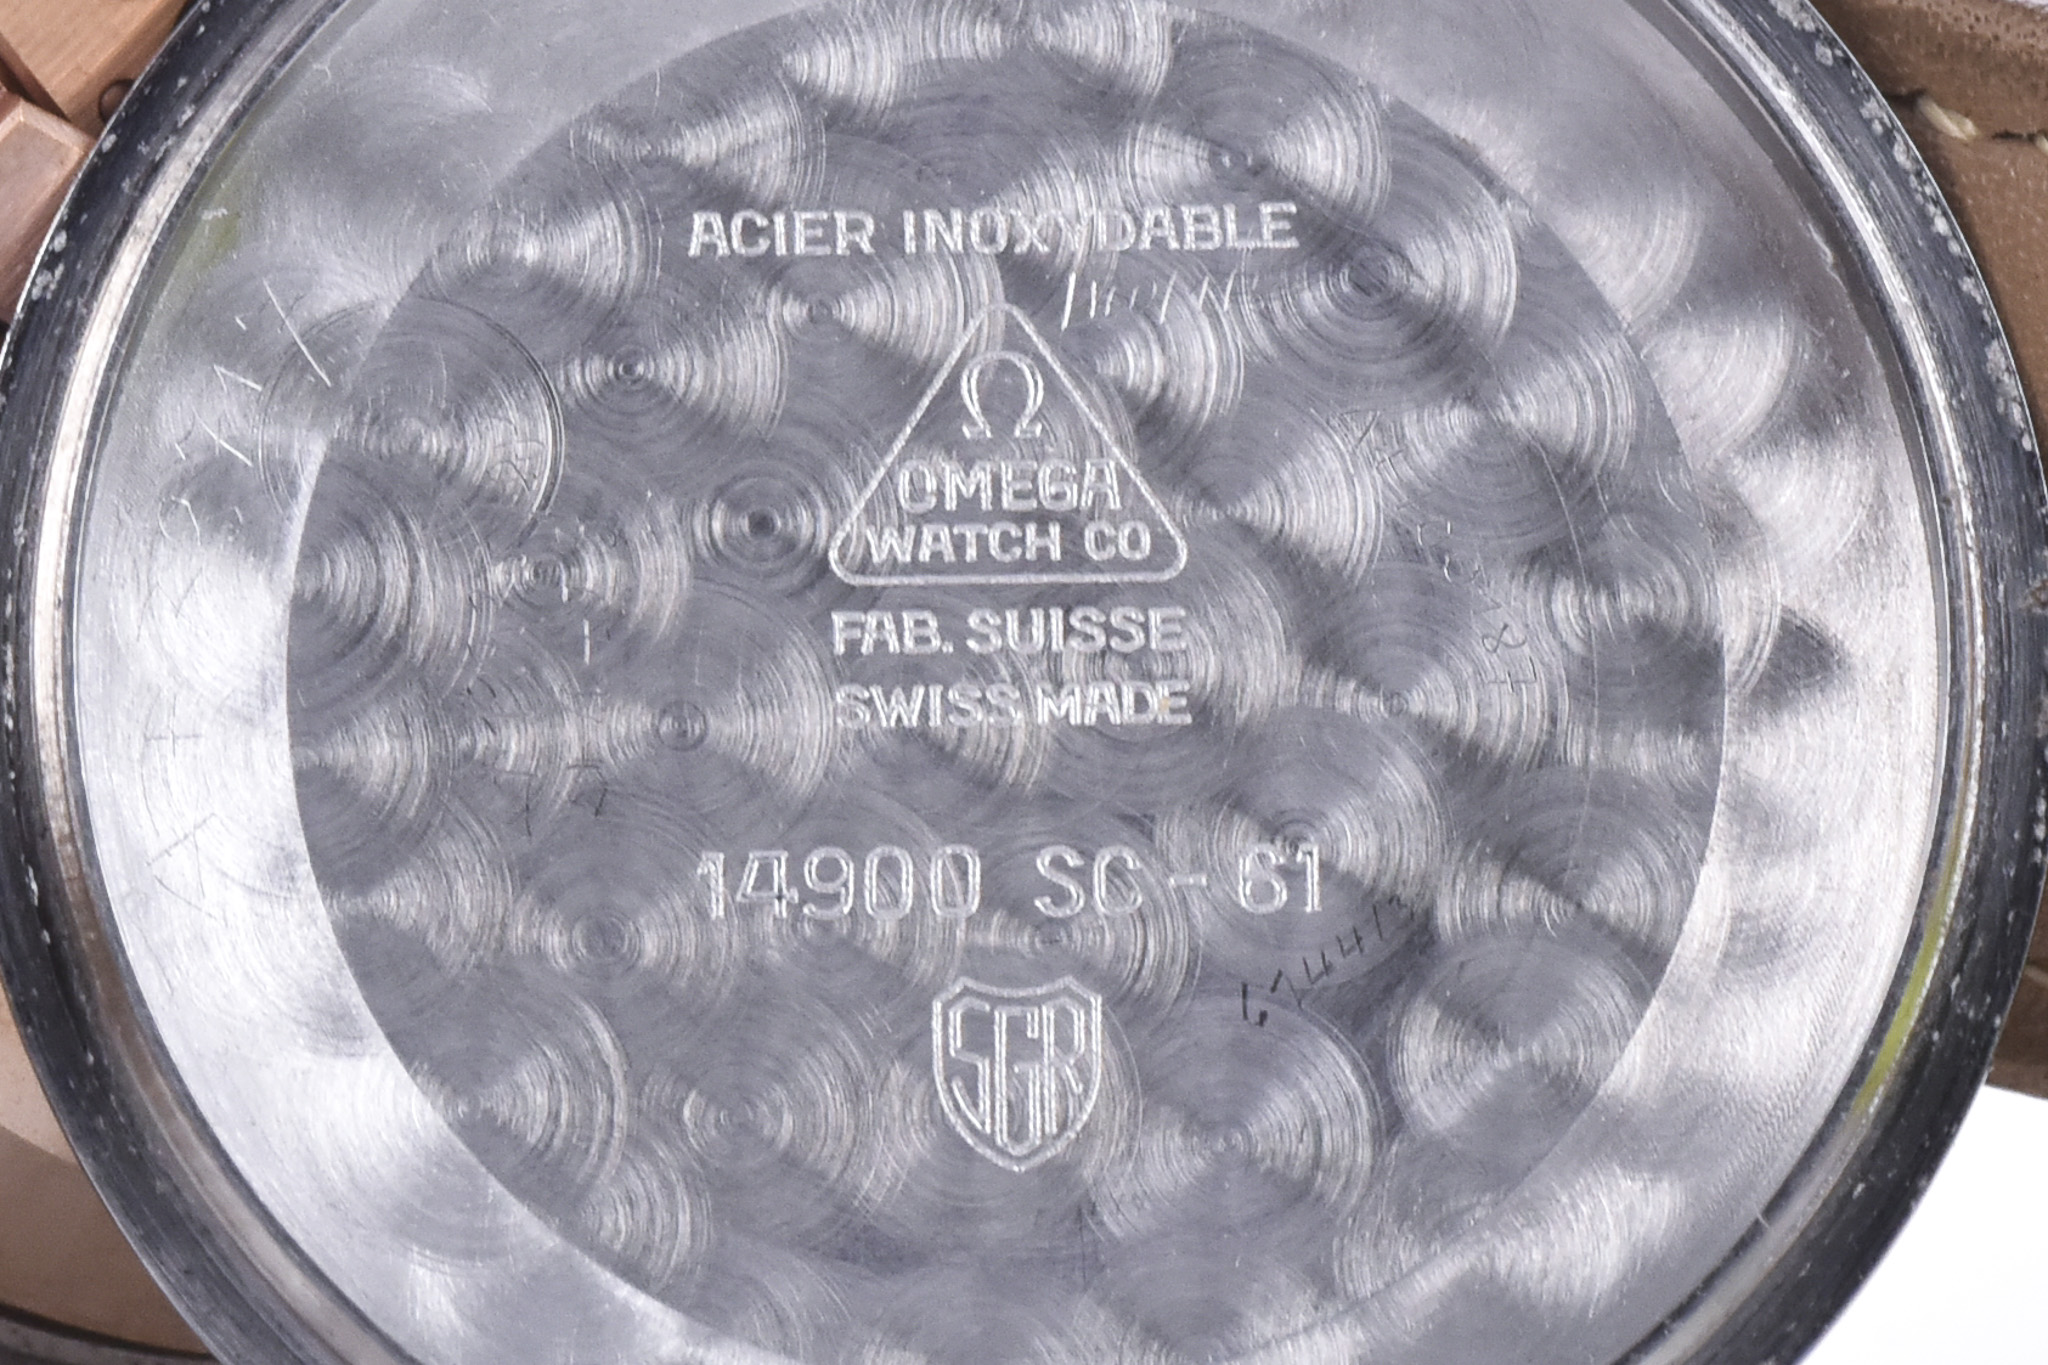 ACIER INOXYDABLE
Ω
OMEGA
WATCH CO
FAB. SUISSE
SWISS MADE
14900 SC - 61
SGR